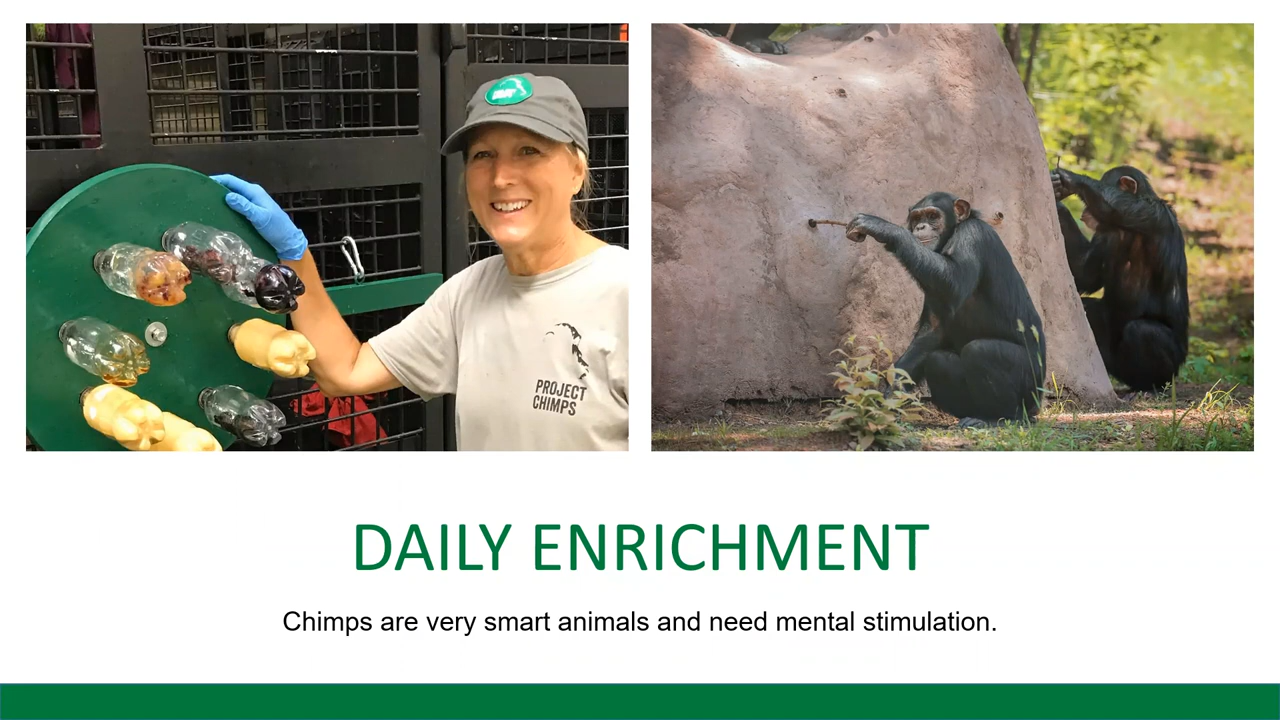 PROJECT
CHIMPS
DAILY ENRICHMENT
Chimps are very smart animals and need mental stimulation.